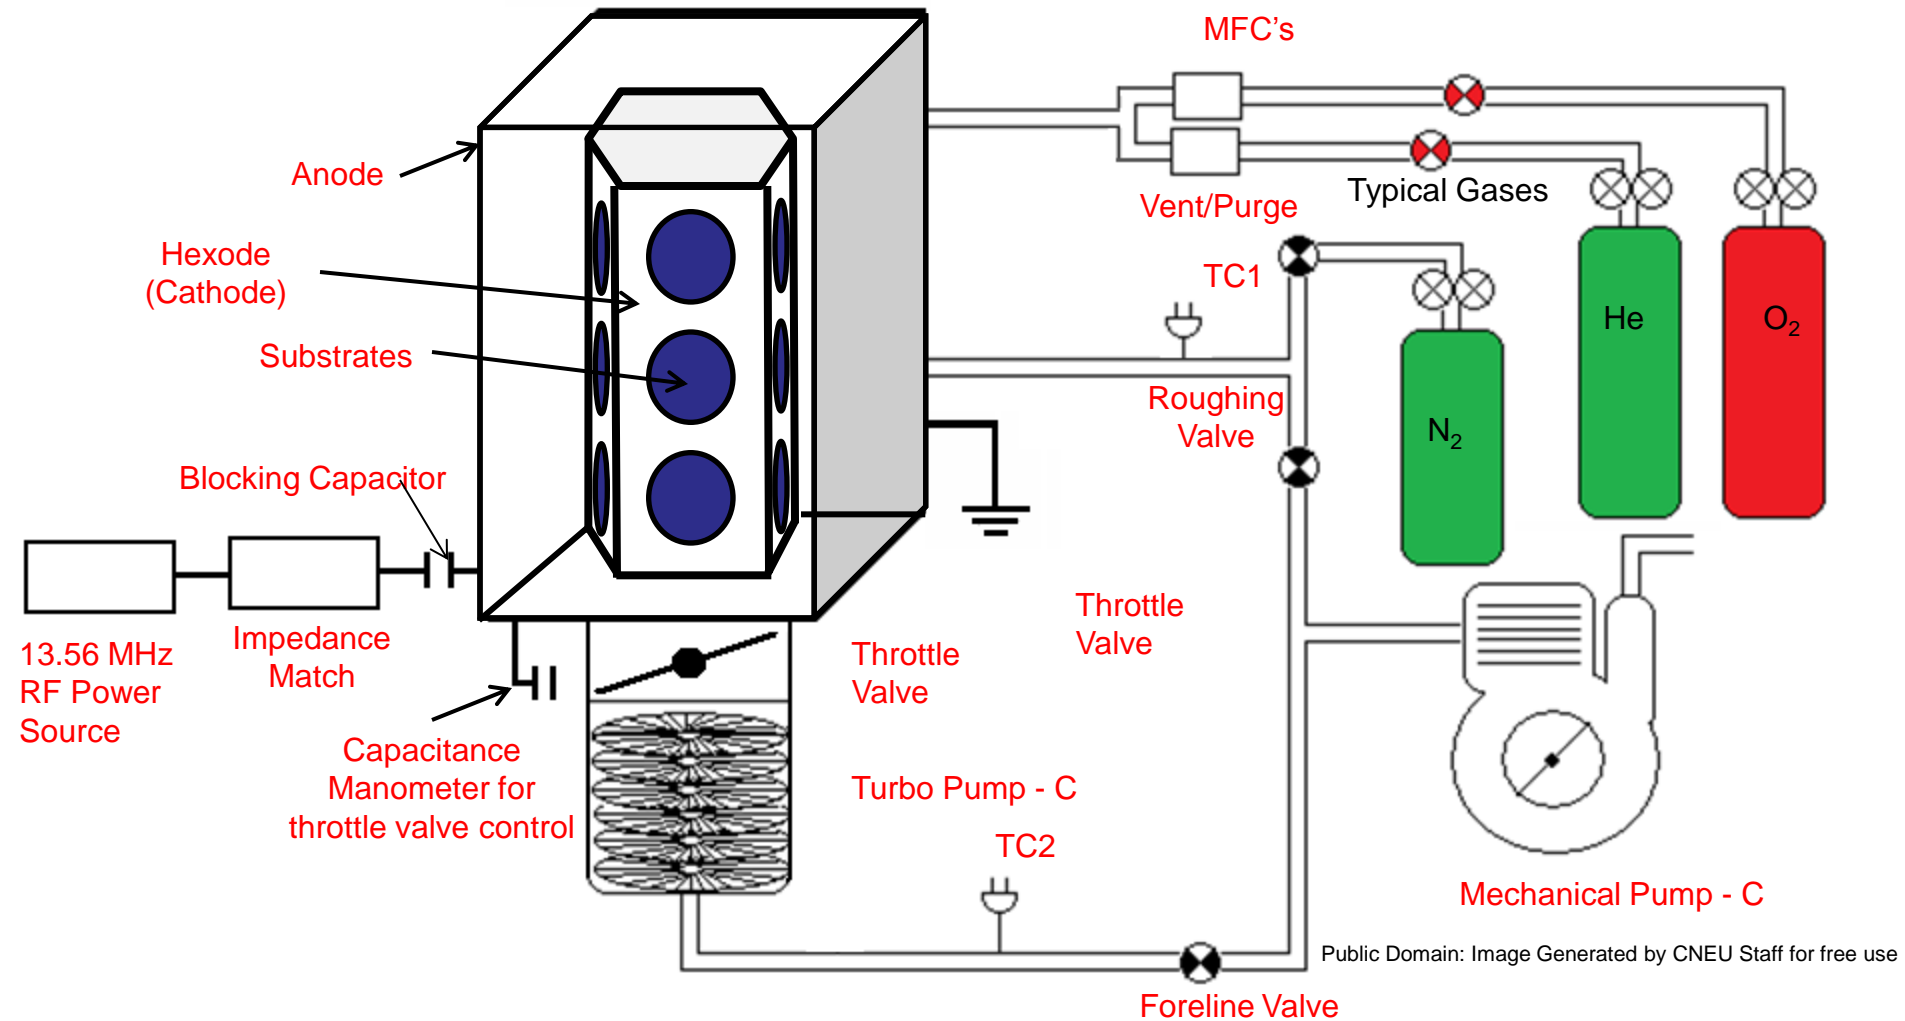 MFC's
Anode
Typical Gases
Vent/Purge
Hexode
(Cathode)
TC1
He
O2
Substrates
Roughing
Valve
N2
Blocking Capacitor
Throttle
Valve
13.56 MHz
RF Power
Source
Impedance
Match
Throttle
Valve
Capacitance
Manometer for
throttle valve control
Turbo Pump - C
TC2
Mechanical Pump - C
Public Domain: Image Generated by CNEU Staff for free use
Foreline Valve